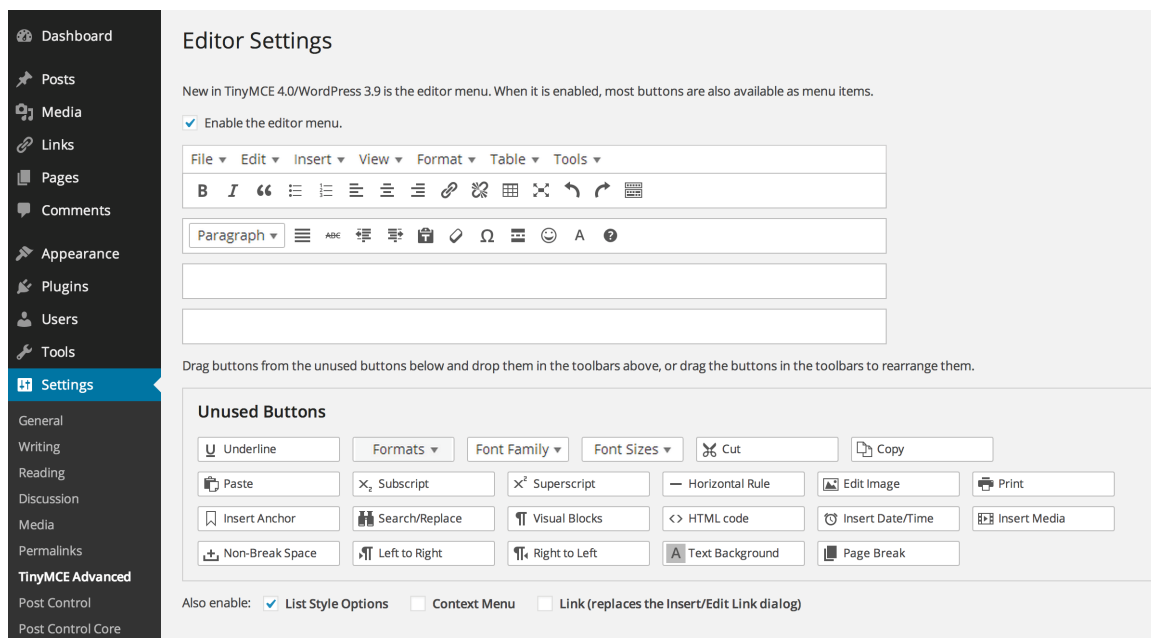 Dashboard
Posts
Media
Links
Pages
Comments
Appearance
Plugins
Users
Tools
Settings
General
Writing
Reading
Discussion
Media
Permalinks
TinyMCE Advanced
Post Control
Post Control Core
Editor Settings
New in TinyMCE 4.0/WordPress 3.9 is the editor menu. When it is enabled, most buttons are also available as menu items.
Enable the editor menu.
File Edit Insert View Format Table Tools
B I
Paragraph ABC Ω A ?
Drag buttons from the unused buttons below and drop them in the toolbars above, or drag the buttons in the toolbars to rearrange them.
Unused Buttons
U Underline Formats Font Family Font Sizes Cut Copy
Paste X₂ Subscript X² Superscript Horizontal Rule Edit Image Print
Insert Anchor Search/Replace ¶ Visual Blocks <> HTML code Insert Date/Time Insert Media
Non-Break Space ¶ Left to Right ¶ Right to Left A Text Background Page Break
Also enable: List Style Options Context Menu Link (replaces the Insert/Edit Link dialog)